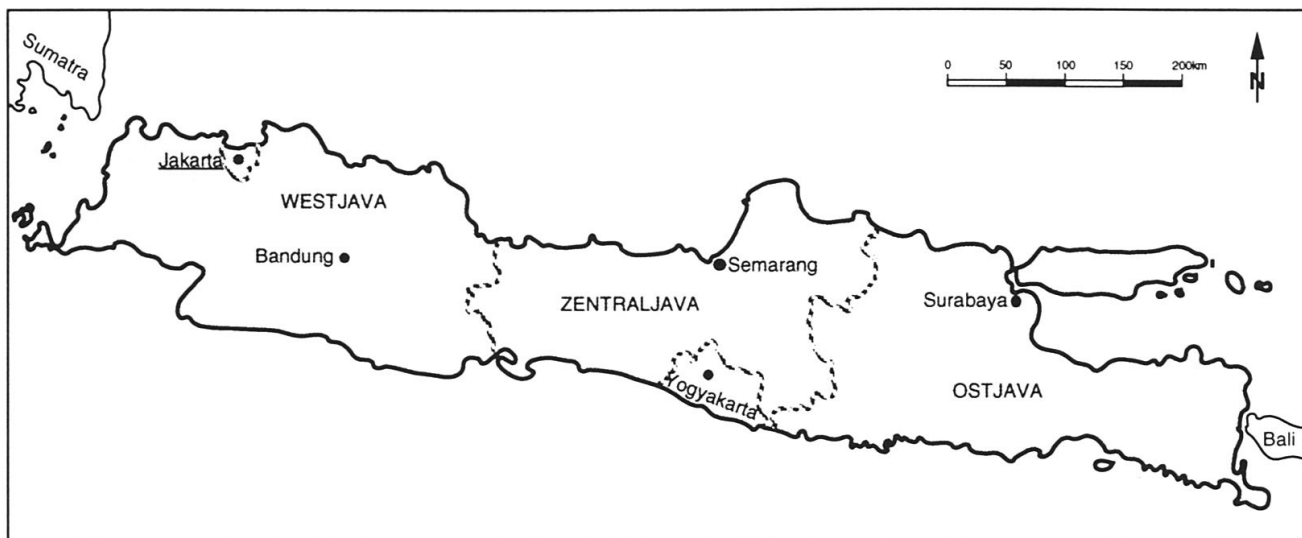 Sumatra
0 50 100 150 200km
N
Jakarta
WESTJAVA
Bandung
Semarang
ZENTRALJAVA
Surabaya
Yogyakarta
OSTJAVA
Bali